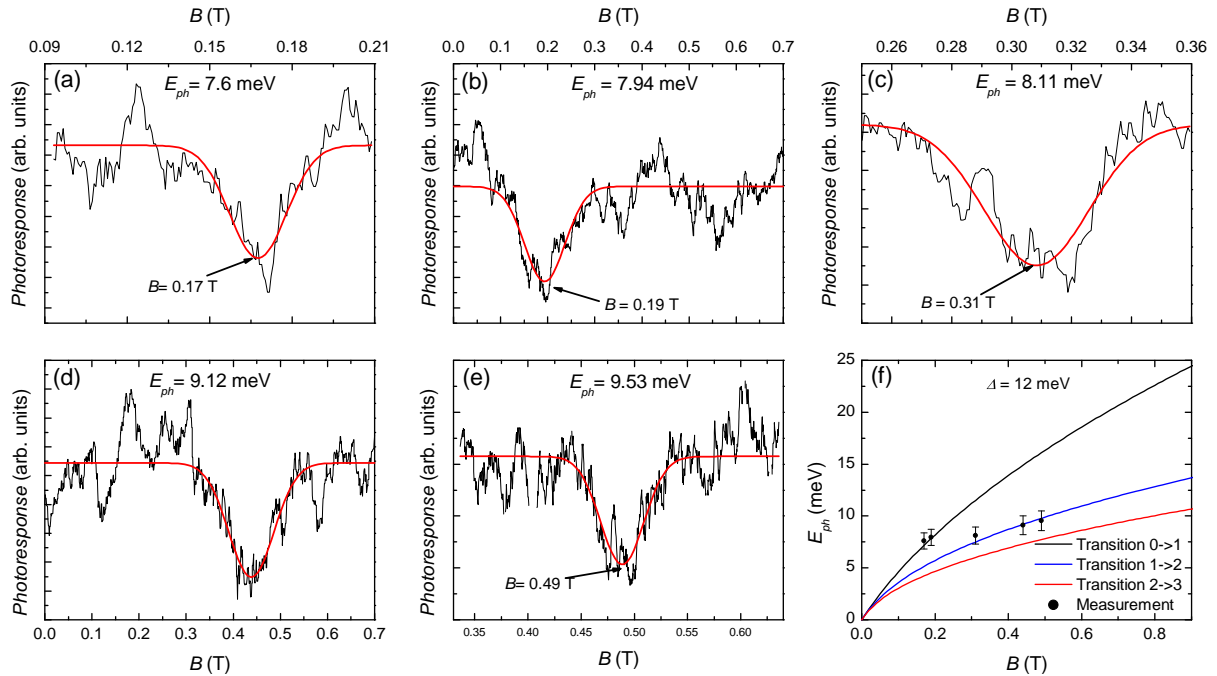 B (T)
0.09 0.12 0.15 0.18 0.21
Photoresponse (arb. units)
(a)
E_ph = 7.6 meV
B= 0.17 T
B (T)
0.0 0.1 0.2 0.3 0.4 0.5 0.6 0.7
Photoresponse (arb. units)
(b)
E_ph = 7.94 meV
B= 0.19 T
B (T)
0.26 0.28 0.30 0.32 0.34 0.36
Photoresponse (arb. units)
(c)
E_ph = 8.11 meV
B= 0.31 T
Photoresponse (arb. units)
(d)
E_ph = 9.12 meV
0.0 0.1 0.2 0.3 0.4 0.5 0.6 0.7
B (T)
Photoresponse (arb. units)
(e)
E_ph = 9.53 meV
B= 0.49 T
0.35 0.40 0.45 0.50 0.55 0.60
B (T)
E_ph (meV)
25
20
15
10
5
0
(f)
Δ = 12 meV
Transition 0->1
Transition 1->2
Transition 2->3
Measurement
0.0 0.2 0.4 0.6 0.8
B (T)